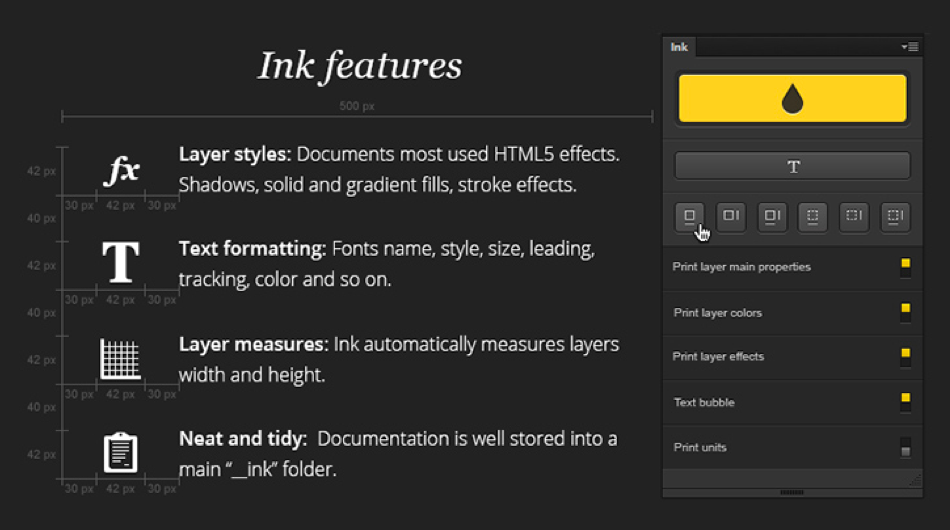 Ink features
500 px
42 px
fx
Layer styles: Documents most used HTML5 effects.
Shadows, solid and gradient fills, stroke effects.
30 px 42 px 30 px
40 px
42 px
T
Text formatting: Fonts name, style, size, leading,
tracking, color and so on.
30 px 42 px 30 px
40 px
42 px
Layer measures: Ink automatically measures layers
width and height.
30 px 42 px 30 px
40 px
42 px
Neat and tidy: Documentation is well stored into a
main “__ink” folder.
30 px 42 px 30 px
Ink
T
Print layer main properties
Print layer colors
Print layer effects
Text bubble
Print units